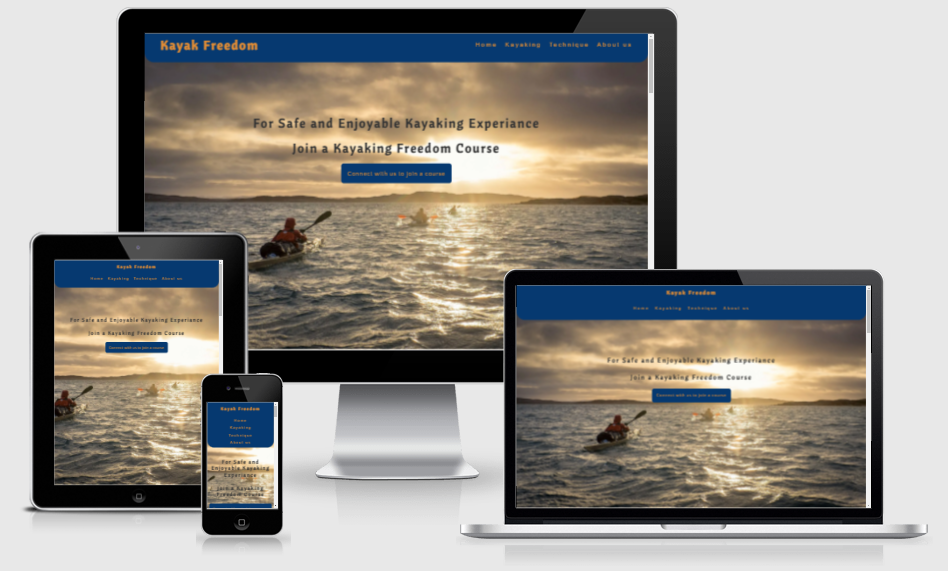 Kayak Freedom Home Kayaking Technique About us
For Safe and Enjoyable Kayaking Experiance
Join a Kayaking Freedom Course
Connect with us to join a course
Kayak Freedom
Home Kayaking Technique About us
For Safe and Enjoyable Kayaking Experiance
Join a Kayaking Freedom Course
Connect with us to join a course
Kayak Freedom
Home
Kayaking
Technique
About us
For Safe and
Enjoyable Kayaking
Experiance
Join a Kayaking
Freedom Course
Kayak Freedom
Home Kayaking Technique About us
For Safe and Enjoyable Kayaking Experiance
Join a Kayaking Freedom Course
Connect with us to join a course